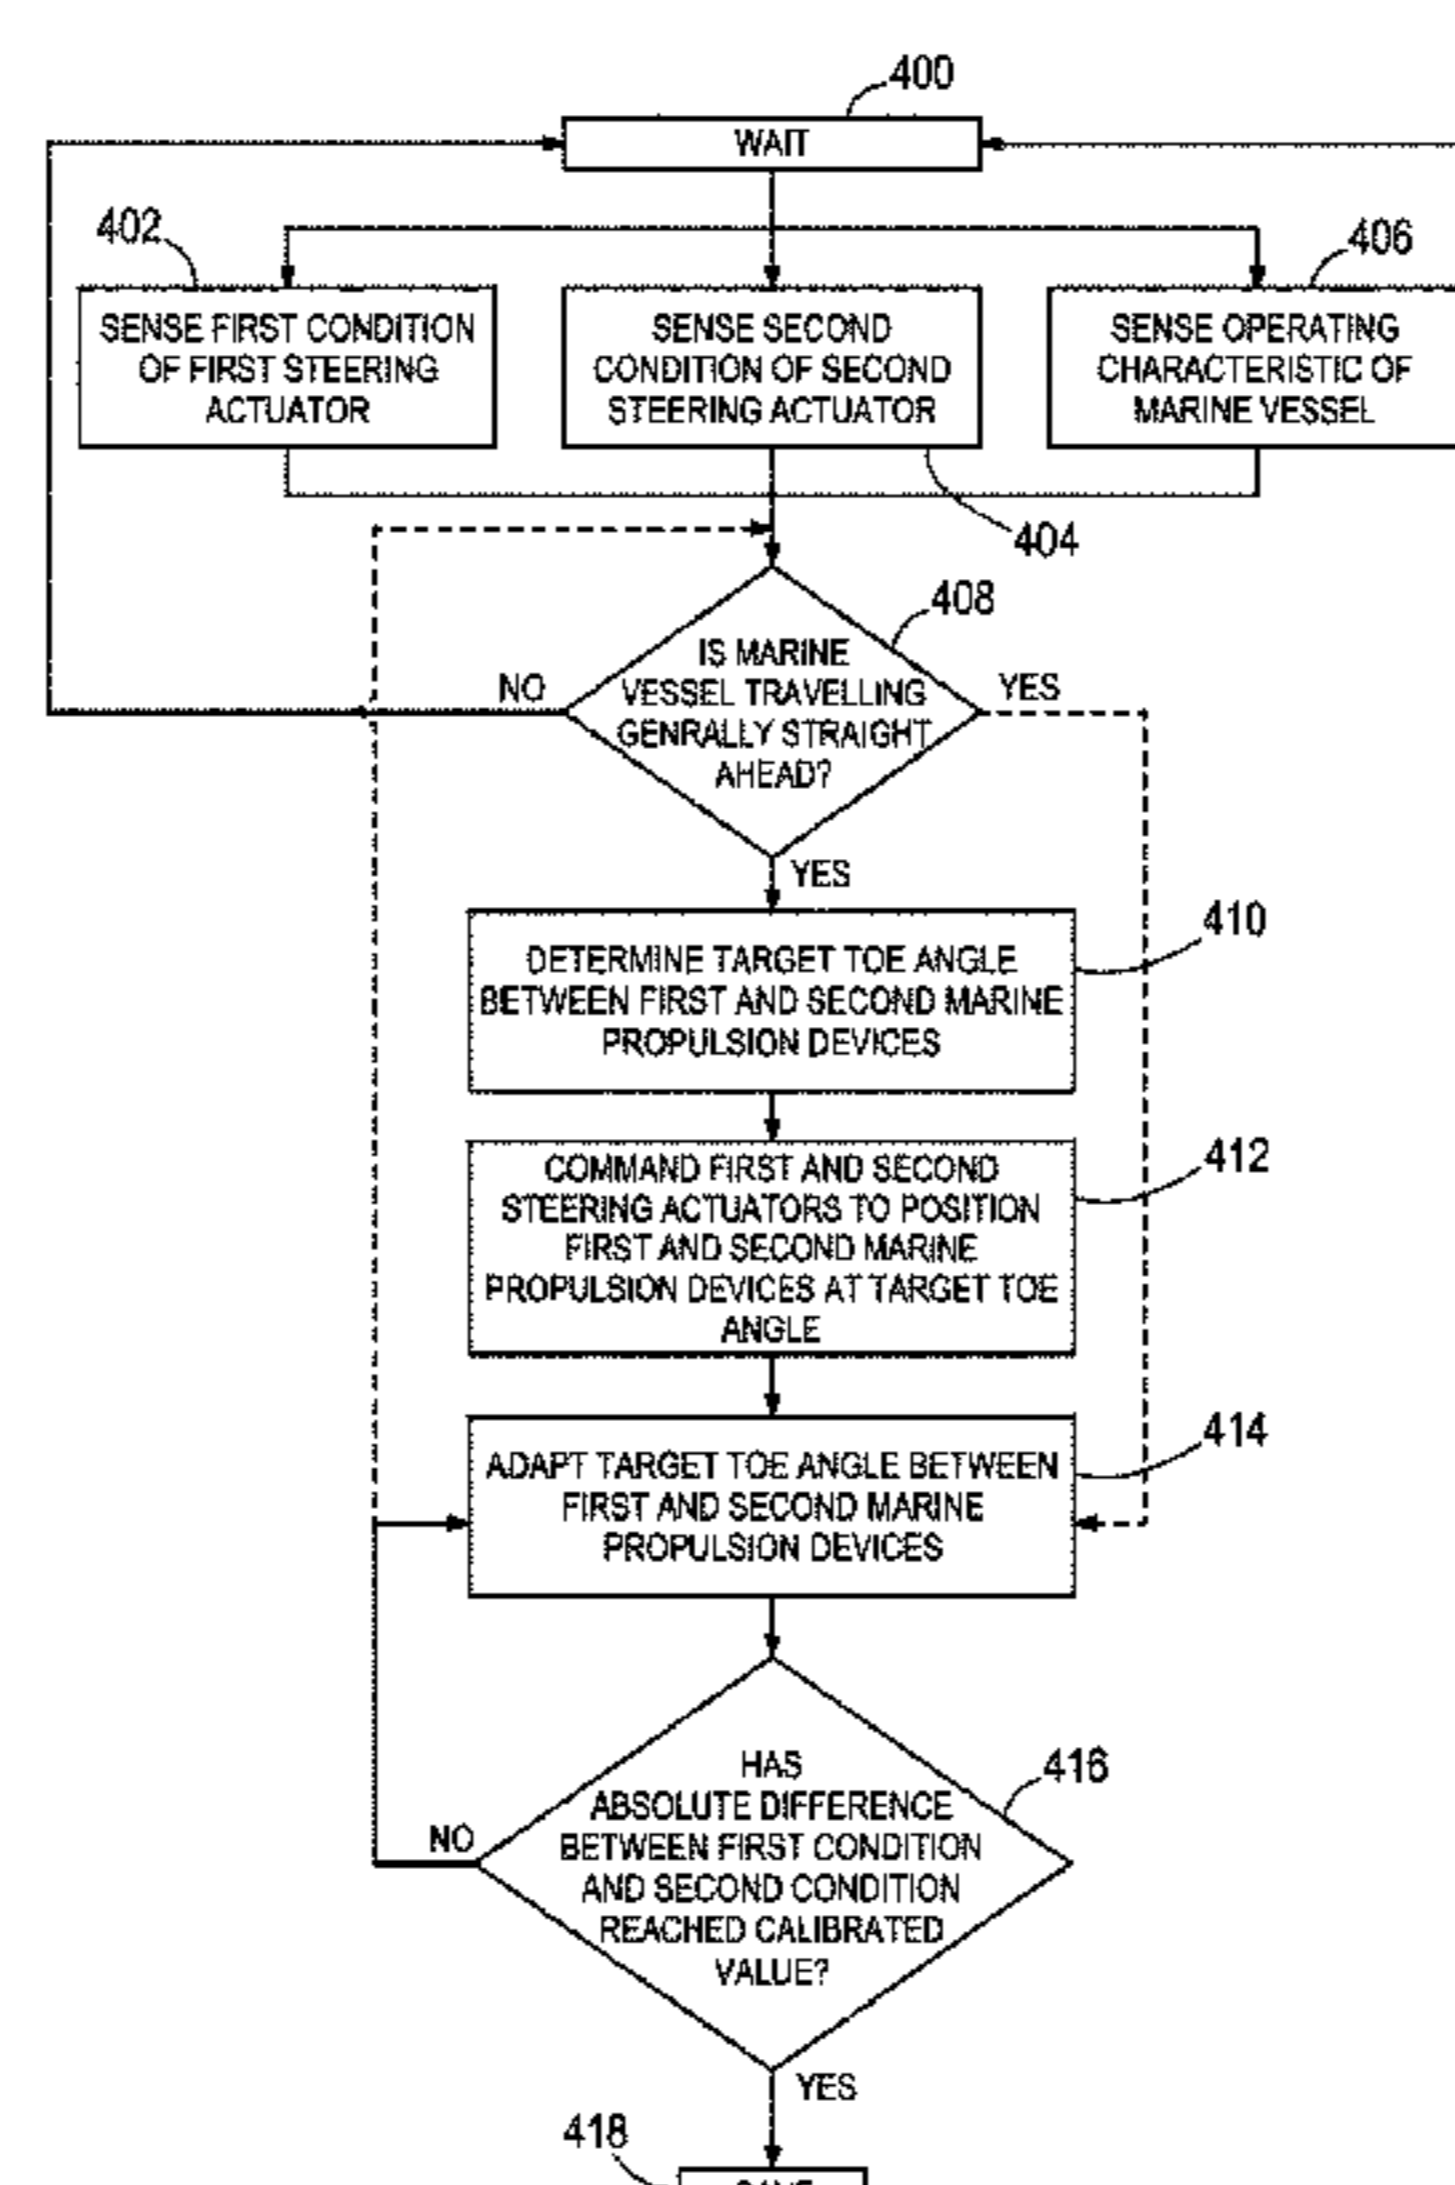 400
WAIT
402
406
SENSE FIRST CONDITION
OF FIRST STEERING
ACTUATOR
SENSE SECOND
CONDITION OF SECOND
STEERING ACTUATOR
SENSE OPERATING
CHARACTERISTIC OF
MARINE VESSEL
404
408
IS MARINE
VESSEL TRAVELLING
GENRALLY STRAIGHT
AHEAD?
NO
YES
YES
410
DETERMINE TARGET TOE ANGLE
BETWEEN FIRST AND SECOND MARINE
PROPULSION DEVICES
412
COMMAND FIRST AND SECOND
STEERING ACTUATORS TO POSITION
FIRST AND SECOND MARINE
PROPULSION DEVICES AT TARGET TOE
ANGLE
414
ADAPT TARGET TOE ANGLE BETWEEN
FIRST AND SECOND MARINE
PROPULSION DEVICES
416
HAS
ABSOLUTE DIFFERENCE
BETWEEN FIRST CONDITION
AND SECOND CONDITION
REACHED CALIBRATED
VALUE?
NO
YES
418